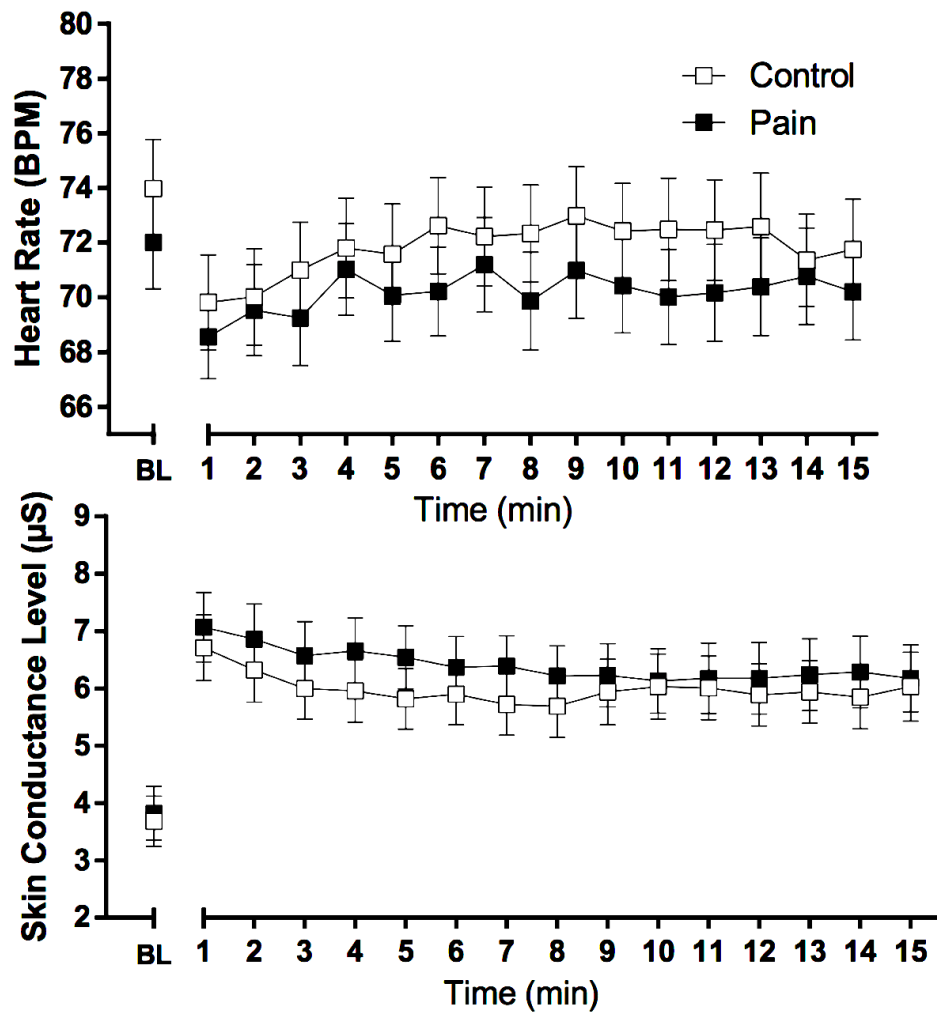 Heart Rate (BPM)
80
78
76
74
72
70
68
66
Control
Pain
BL 1 2 3 4 5 6 7 8 9 10 11 12 13 14 15
Time (min)
Skin Conductance Level (µS)
9
8
7
6
5
4
3
2
BL 1 2 3 4 5 6 7 8 9 10 11 12 13 14 15
Time (min)